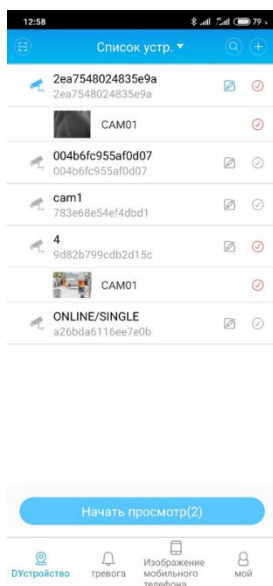 12:58
79
Список устр. ▼
2ea7548024835e9a
2ea7548024835e9a
CAM01
004b6fc955af0d07
004b6fc955af0d07
cam1
783e68e54ef4dbd1
4
9d82b799cdb2d15c
CAM01
ONLINE/SINGLE
a26bda6116ee7e0b
Начать просмотр(2)
DУстройство
тревога
Изображение
мобильного
телефона
мой